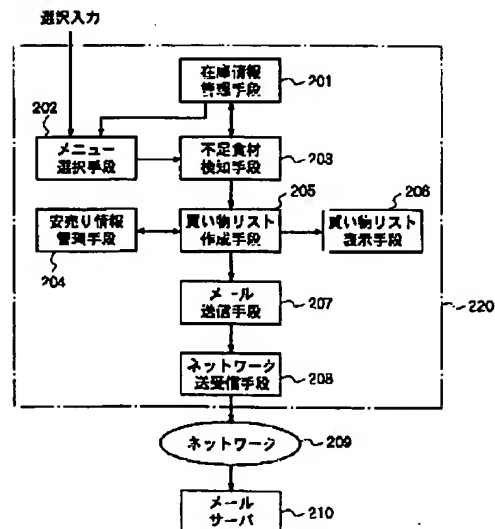 選択入力
在庫情報
管理手段
201
202
メニュー
選択手段
不足食材
検知手段
203
205
206
安売り情報
管理手段
204
買い物リスト
作成手段
買い物リスト
表示手段
メール
送信手段
207
220
ネットワーク
送受信手段
208
ネットワーク
209
メール
サーバ
210